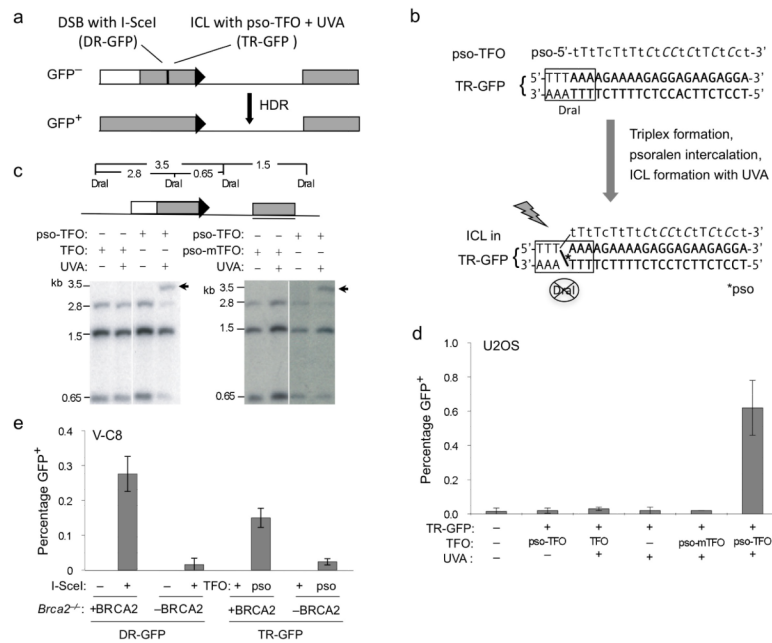 a
DSB with I-SceI
(DR-GFP)
ICL with pso-TFO + UVA
(TR-GFP )
GFP–
HDR
GFP+
b
pso-TFO pso-5'-tTtTcTtTtCtCCtCtTCtCct-3'
TR-GFP { 5'-TTTAAAAGAAAAGAGGAGAAGAGGA-3'
3'-AAATTTTCTTTTCTCCACTTCTCCT-5'
DraI
Triplex formation,
psoralen intercalation,
ICL formation with UVA
tTtTcTtTtCtCCtCtTCtCct-3'
ICL in
TR-GFP { 5'-TTT AAAAGAAAAGAGGAGAAGAGGA-3'
3'-AAA TTTTCTTTTCTCCTCTTCTCCT-5'
*
DraI
*pso
c
3.5 1.5
2.8 0.65
DraI DraI DraI DraI
pso-TFO: – – + +
TFO: + + – –
UVA: – + – +
kb
3.5
2.8
1.5
0.65
pso-TFO: – – + +
pso-mTFO: + + – –
UVA: – + – +
kb
3.5
2.8
1.5
0.65
d
U2OS
Percentage GFP+
1.0
0.8
0.6
0.4
0.2
0
TR-GFP: – + + + + +
TFO: – pso-TFO TFO – pso-mTFO pso-TFO
UVA : – – + + + +
e
V-C8
Percentage GFP+
0.4
0.3
0.2
0.1
0
I-SceI: – + – + TFO: + pso + pso
Brca2–/–: +BRCA2 –BRCA2 +BRCA2 –BRCA2
DR-GFP TR-GFP